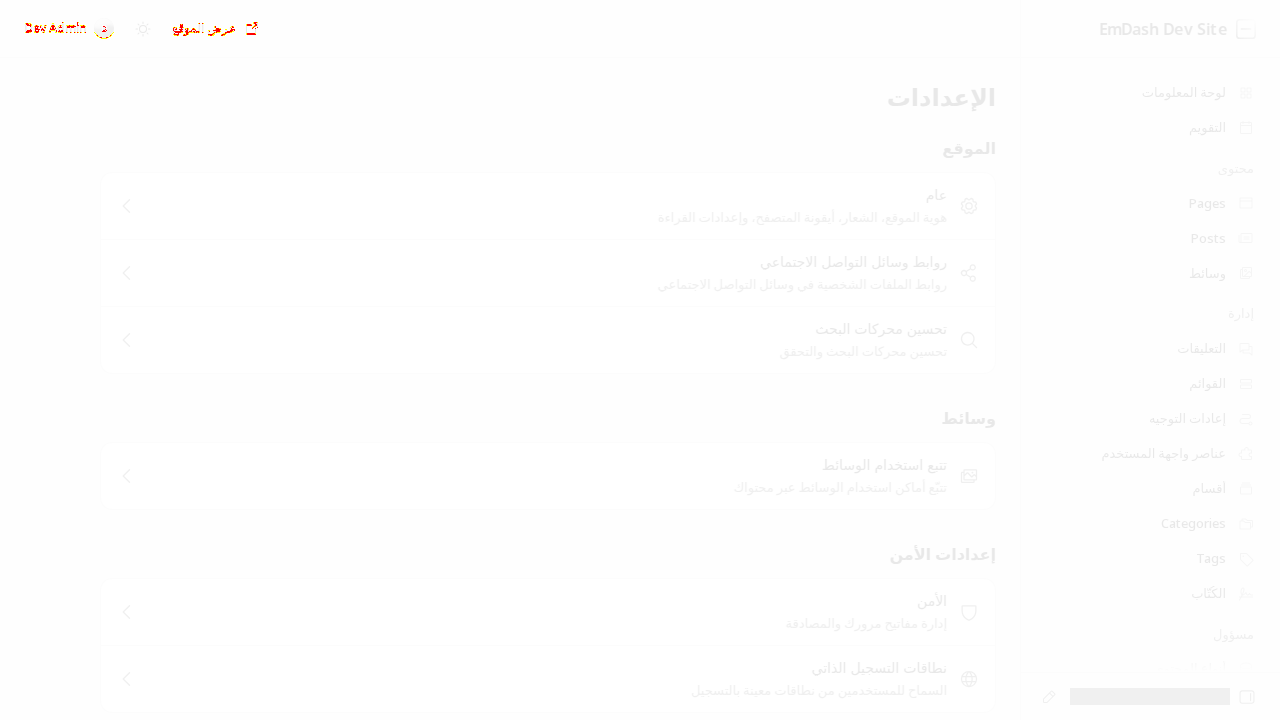 EmDash Dev Site
عرض الموقع
Dev Admin
لوحة المعلومات
التقويم
محتوى
Pages
Posts
وسائط
إدارة
التعليقات
القوائم
إعادات التوجيه
عناصر واجهة المستخدم
أقسام
Categories
Tags
الكُتّاب
مسؤول
الإعدادات
الموقع
عام
هوية الموقع، الشعار، أيقونة المتصفح، وإعدادات القراءة
روابط وسائل التواصل الاجتماعي
روابط الملفات الشخصية في وسائل التواصل الاجتماعي
تحسين محركات البحث
تحسين محركات البحث والتحقق
وسائط
تتبع استخدام الوسائط
تتبّع أماكن استخدام الوسائط عبر محتواك
إعدادات الأمن
الأمن
إدارة مفاتيح مرورك والمصادقة
نطاقات التسجيل الذاتي
السماح للمستخدمين من نطاقات معينة بالتسجيل